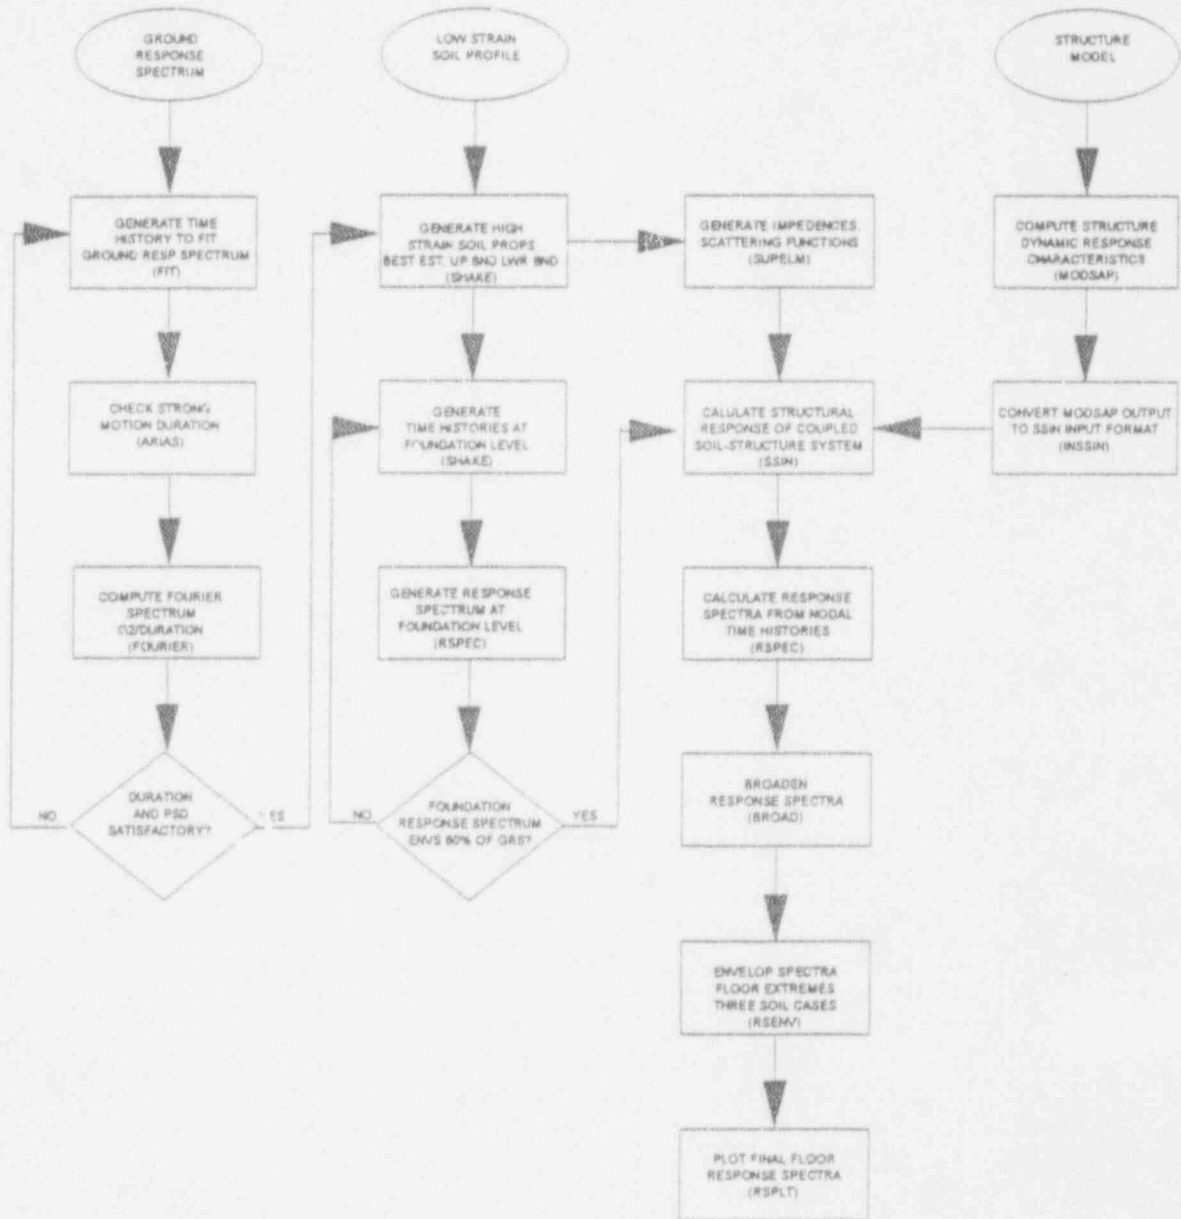 GROUND
RESPONSE
SPECTRUM
GENERATE TIME
HISTORY TO FIT
GROUND RESP SPECTRUM
(FIT)
CHECK STRONG
MOTION DURATION
(ARIAS)
COMPUTE FOURIER
SPECTRUM
/DURATION
(FOURIER)
DURATION
AND PSD
SATISFACTORY?
NO
YES
LOW STRAIN
SOIL PROFILE
GENERATE HIGH
STRAIN SOIL PROPS
BEST EST, UP BND LWR BND
(SHAKE)
GENERATE
TIME HISTORIES AT
FOUNDATION LEVEL
(SHAKE)
GENERATE RESPONSE
SPECTRUM AT
FOUNDATION LEVEL
(RSPEC)
FOUNDATION
RESPONSE SPECTRUM
ENVS 60% OF GRS?
NO
YES
GENERATE IMPEDENCES,
SCATTERING FUNCTIONS
(SUPELM)
CALULATE STRUCTURAL
RESPONSE OF COUPLED
SOIL-STRUCTURE SYSTEM
(SSIN)
CALCULATE RESPONSE
SPECTRA FROM NODAL
TIME HISTORIES
(RSPEC)
BROADEN
RESPONSE SPECTRA
(BROAD)
ENVELOP SPECTRA
FLOOR EXTREMES
THREE SOIL CASES
(RSENV)
PLOT FINAL FLOOR
RESPONSE SPECTRA
(RSPLT)
STRUCTURE
MODEL
COMPUTE STRUCTURE
DYNAMIC RESPONSE
CHARACTERISTICS
(MODSAP)
CONVERT MODSAP OUTPUT
TO SSIN INPUT FORMAT
(INSSIN)